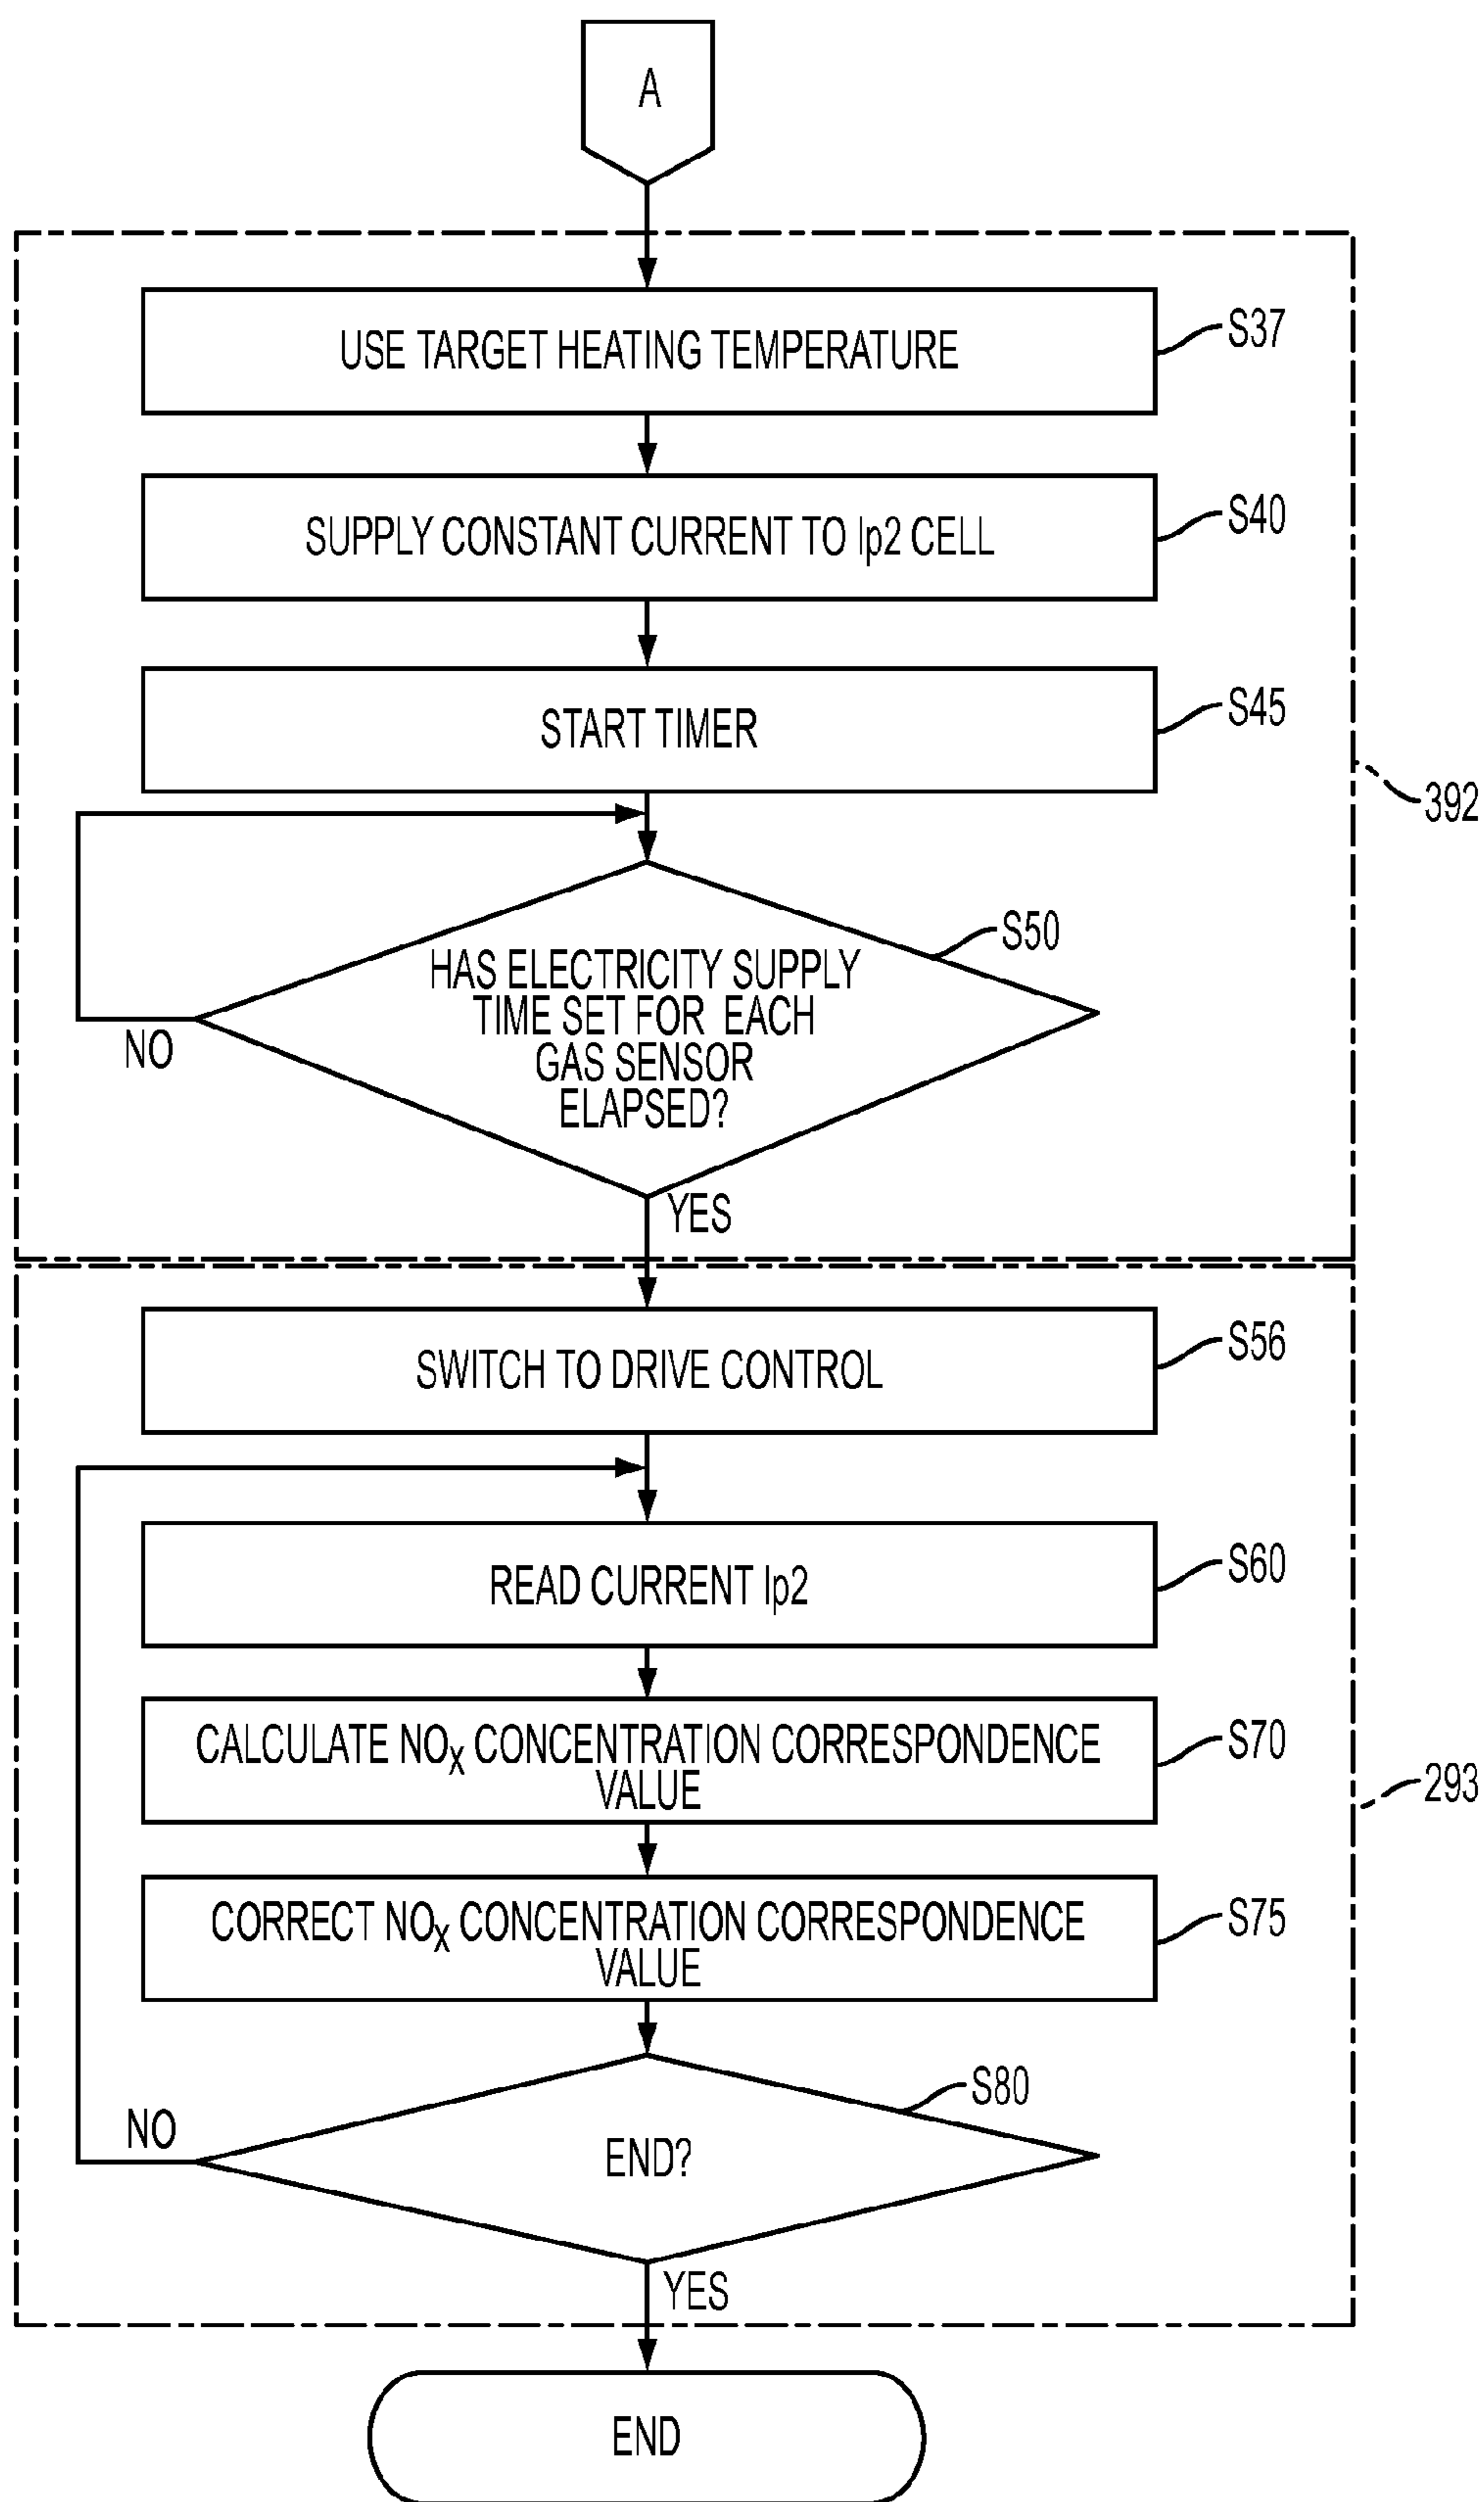 A
USE TARGET HEATING TEMPERATURE
S37
SUPPLY CONSTANT CURRENT TO Ip2 CELL
S40
START TIMER
S45
392
S50
HAS ELECTRICITY SUPPLY
TIME SET FOR EACH
GAS SENSOR
ELAPSED?
NO
YES
SWITCH TO DRIVE CONTROL
S56
READ CURRENT Ip2
S60
CALCULATE NOX CONCENTRATION CORRESPONDENCE
VALUE
S70
293
CORRECT NOX CONCENTRATION CORRESPONDENCE
VALUE
S75
S80
NO
END?
YES
END